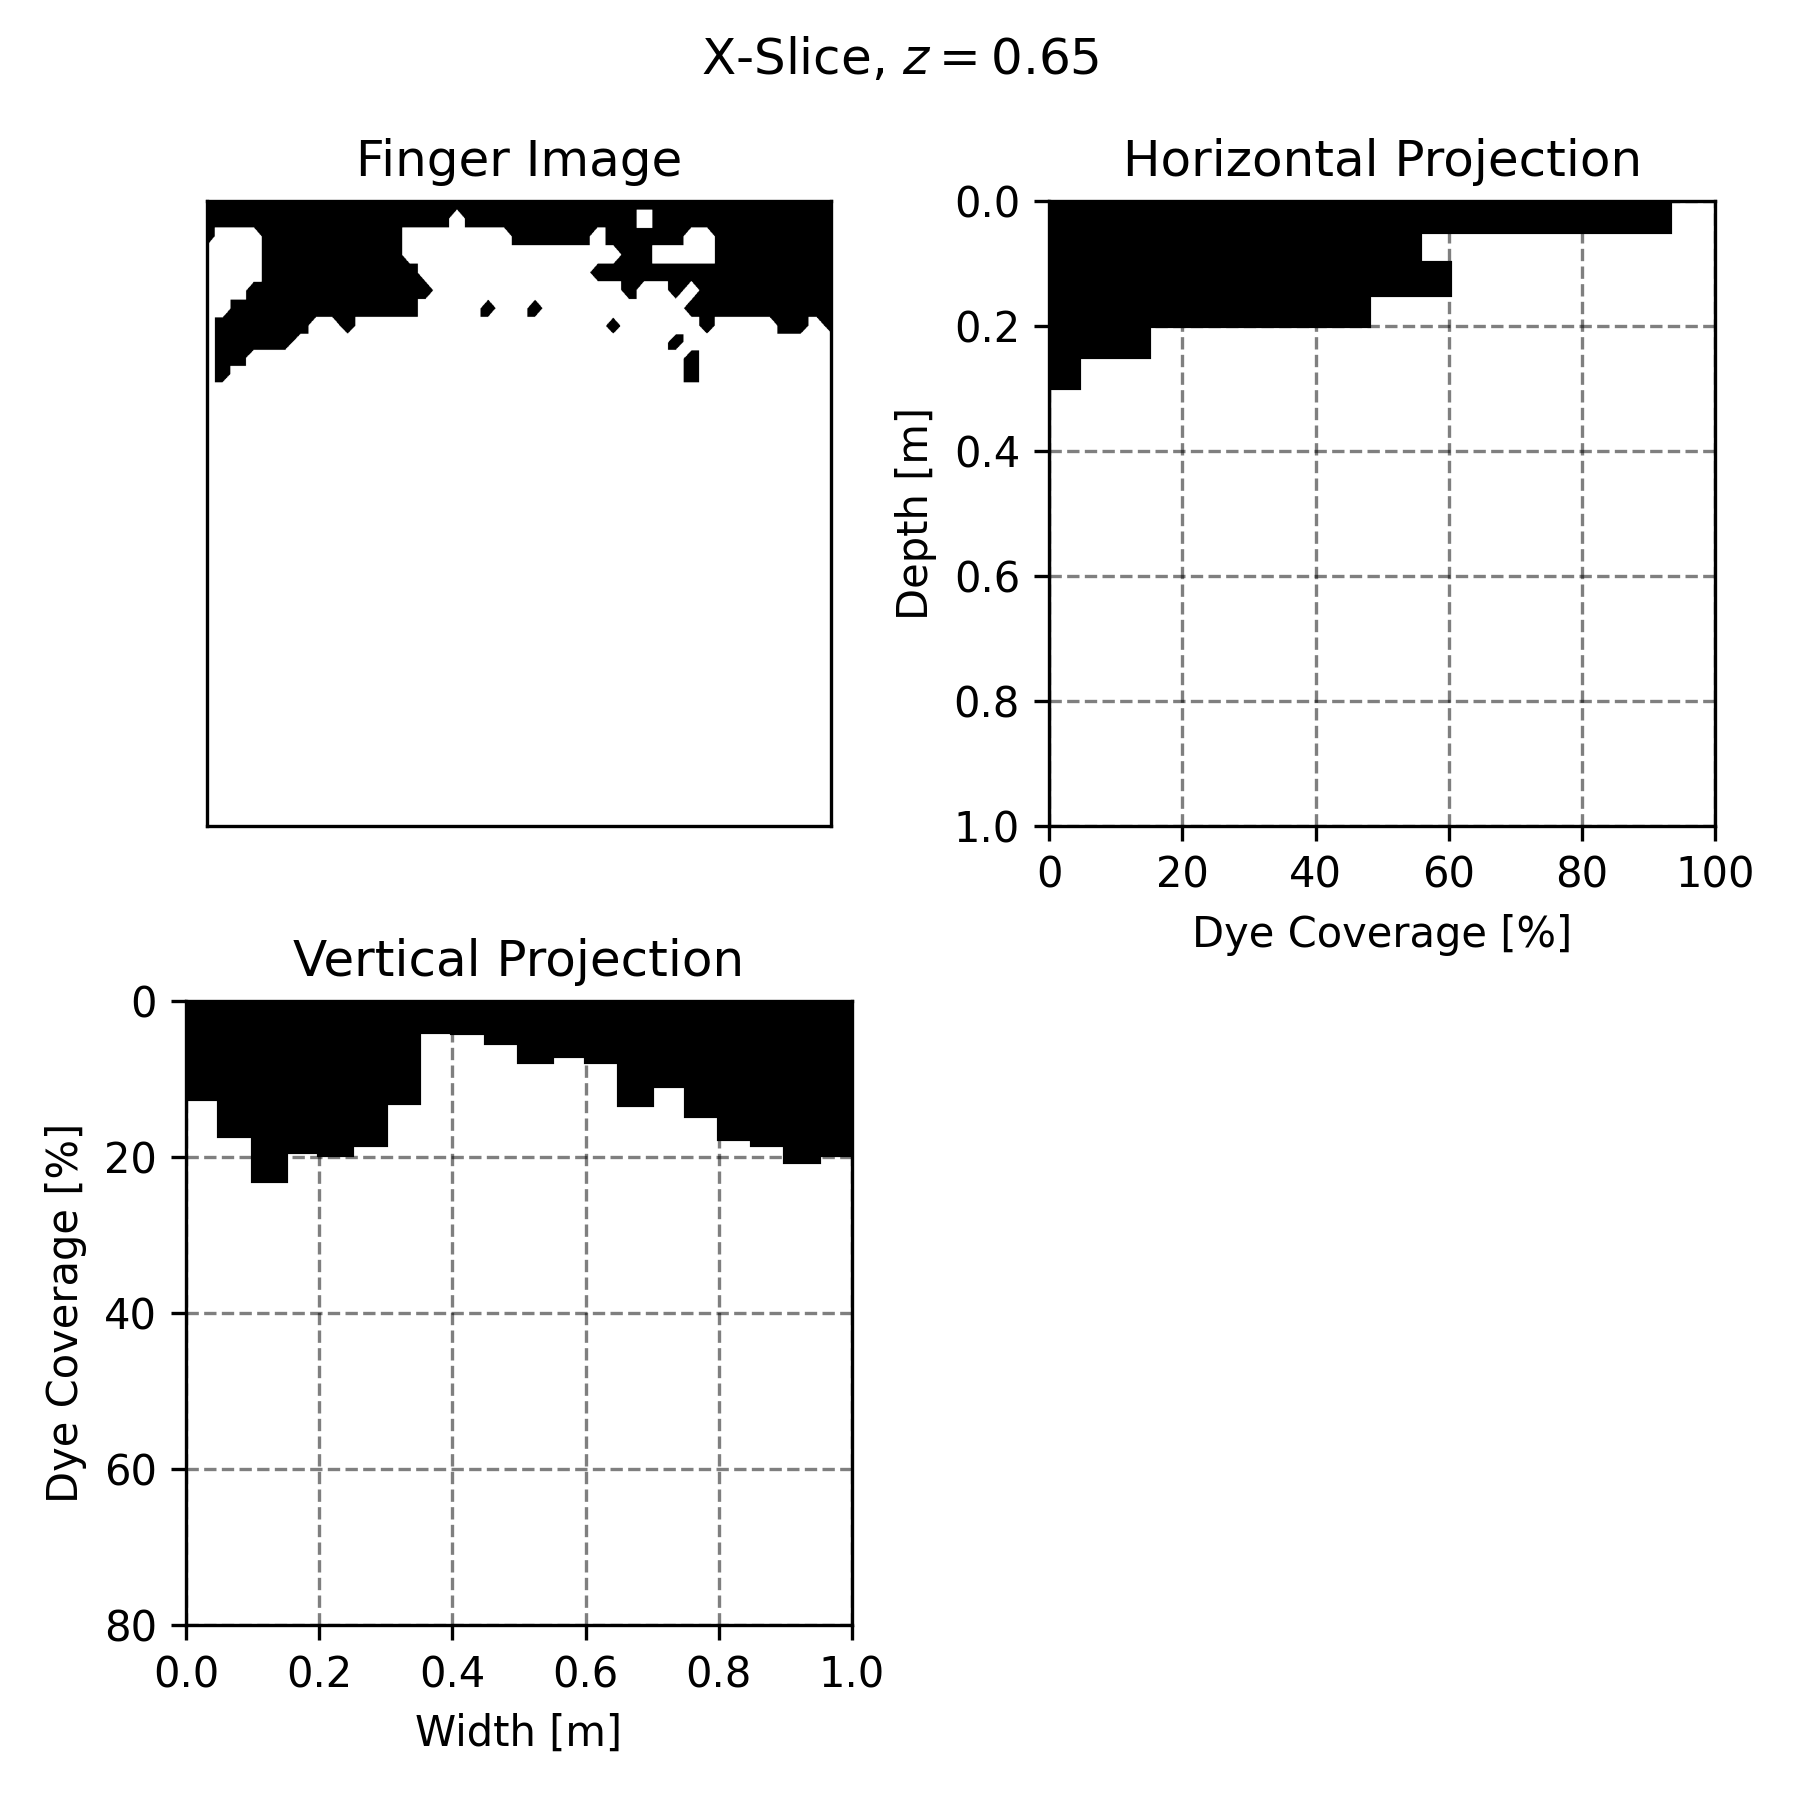 X-Slice, z = 0.65
Finger Image
Horizontal Projection
0.0
0.2
0.4
0.6
0.8
1.0
Depth [m]
0 20 40 60 80 100
Dye Coverage [%]
Vertical Projection
0
20
40
60
80
Dye Coverage [%]
0.0 0.2 0.4 0.6 0.8 1.0
Width [m]